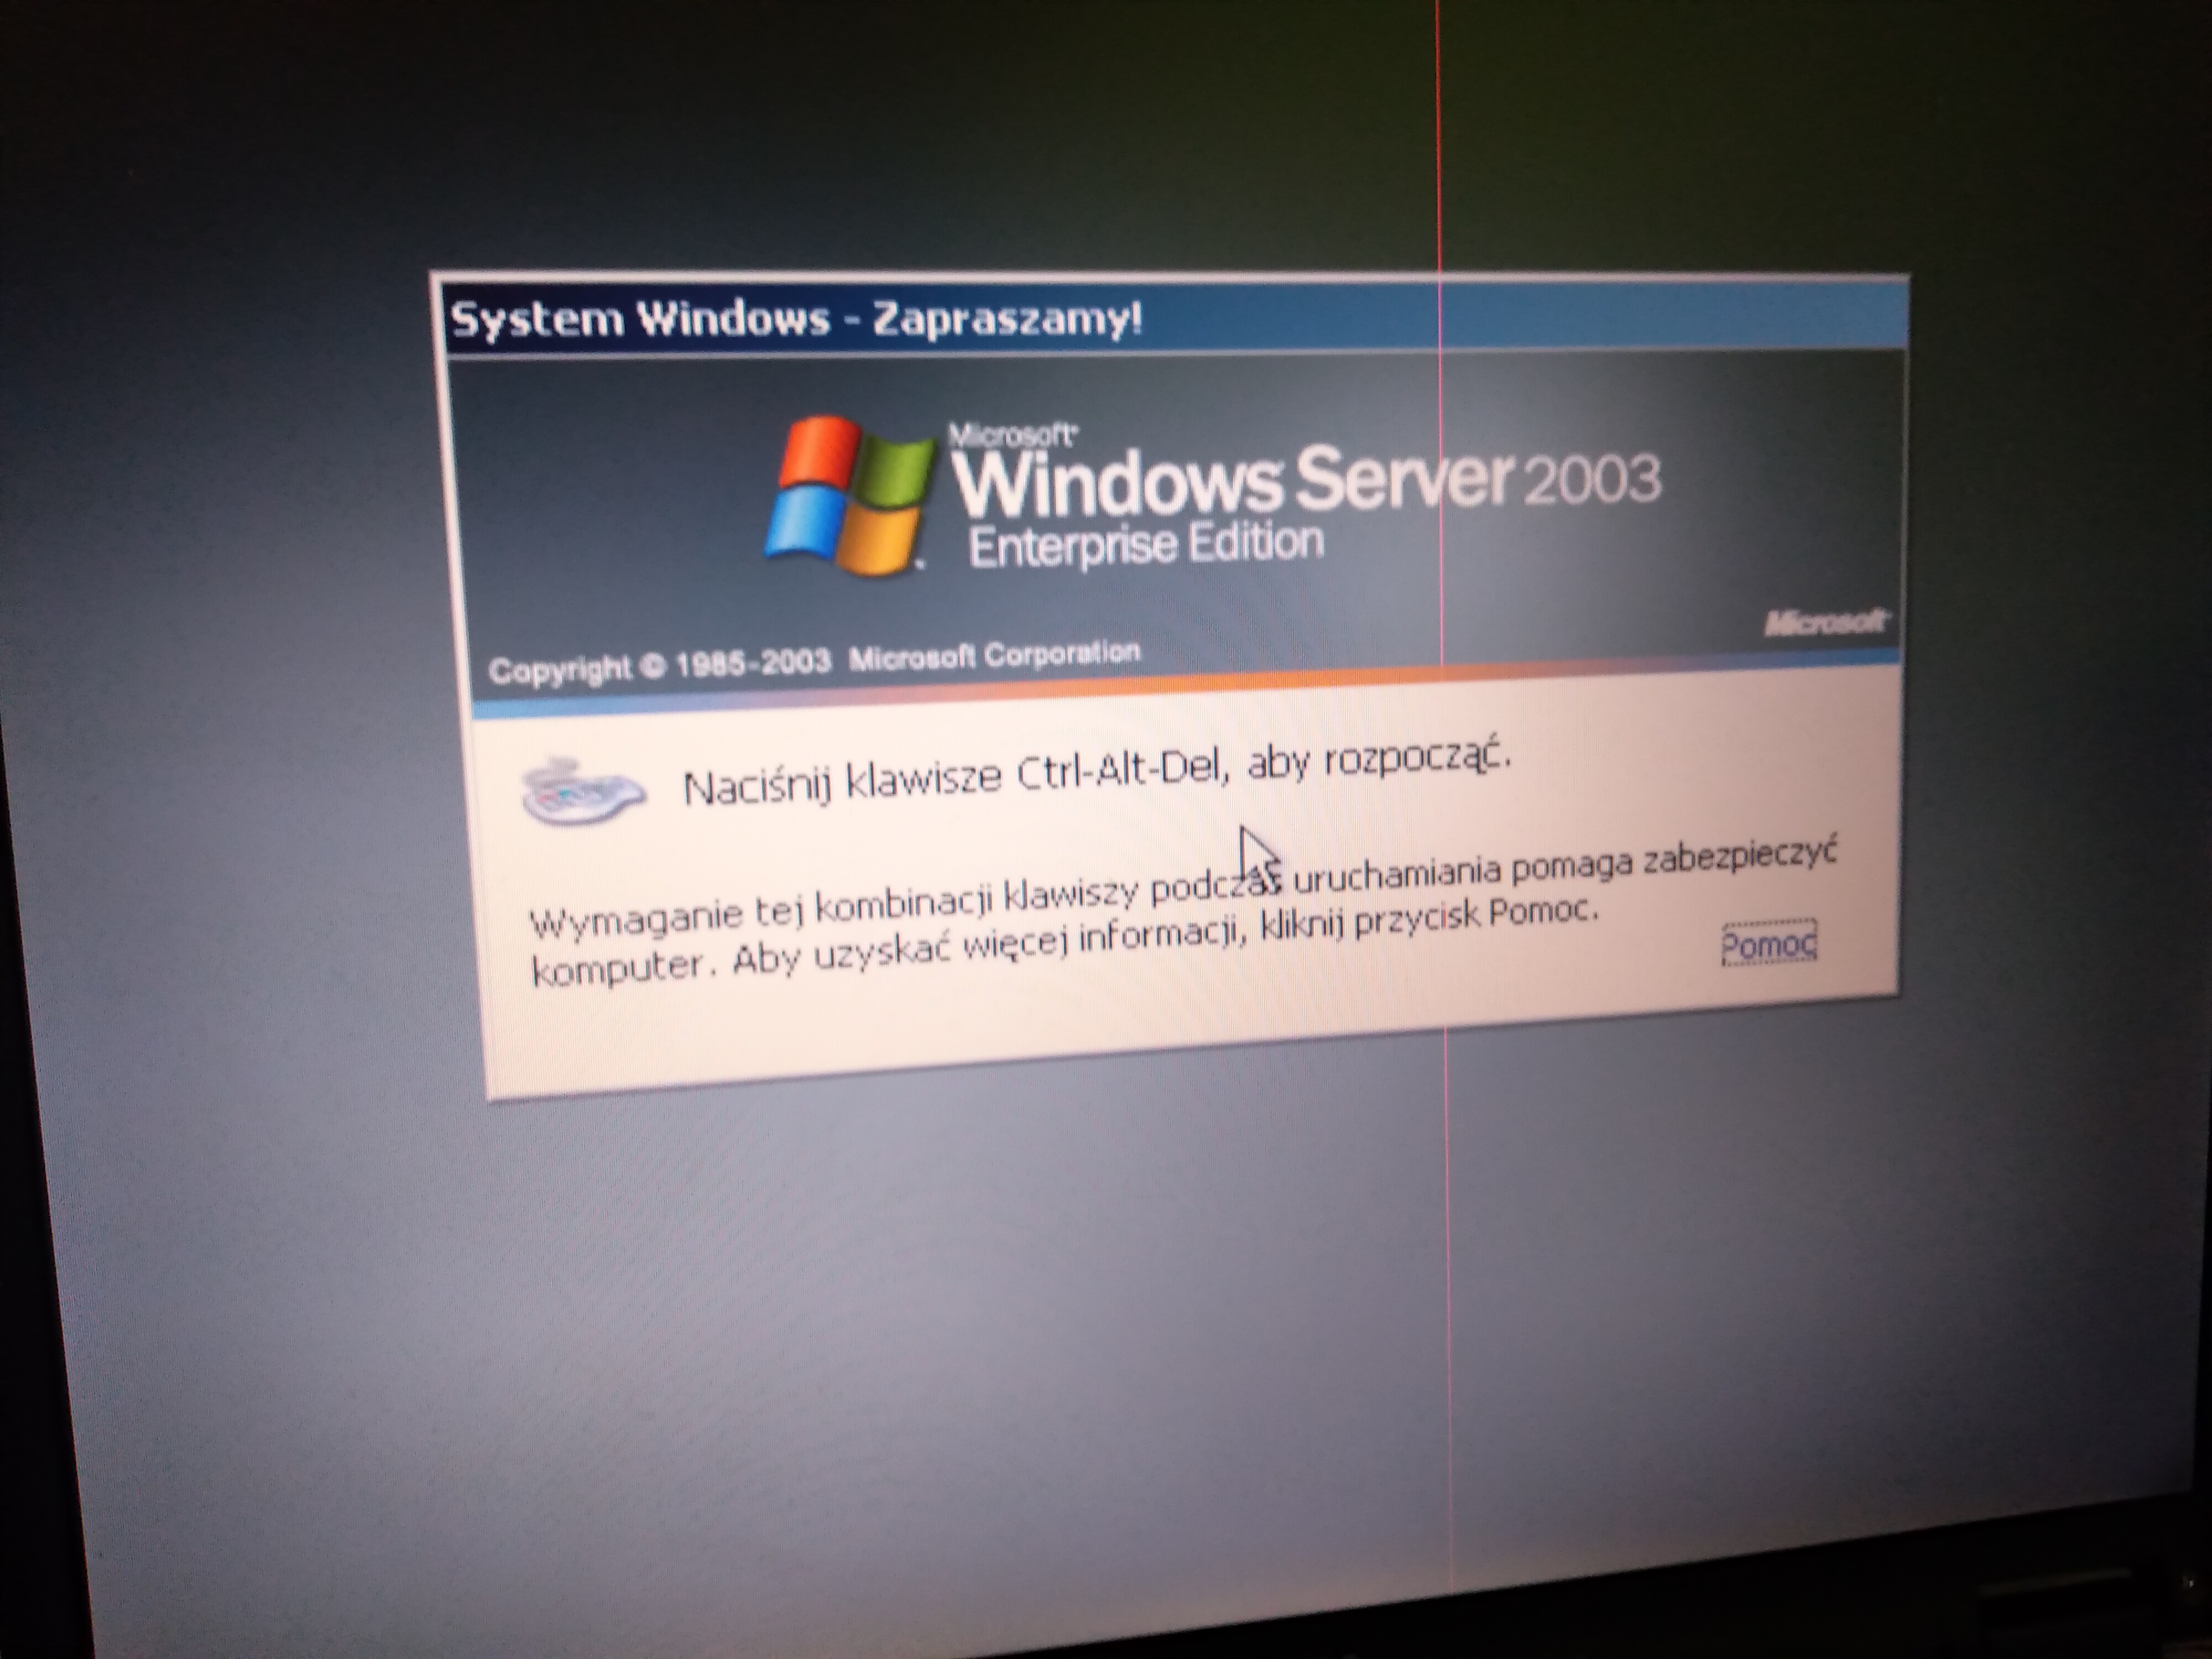 System Windows - Zapraszamy!
Microsoft
Windows Server 2003
Enterprise Edition
Microsoft
Copyright © 1985-2003 Microsoft Corporation
Naciśnij klawisze Ctrl-Alt-Del, aby rozpocząć.
Wymaganie tej kombinacji klawiszy podczas uruchamiania pomaga zabezpieczyć
komputer. Aby uzyskać więcej informacji, kliknij przycisk Pomoc.
Pomoc